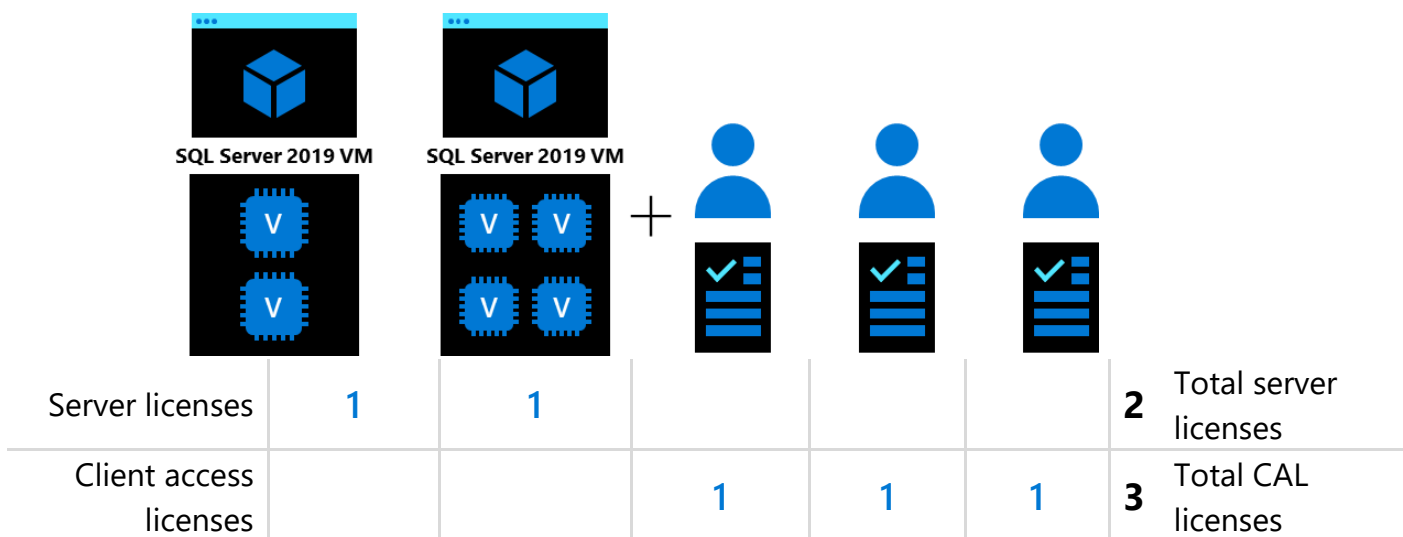 SQL Server 2019 VM
SQL Server 2019 VM
V
V
V
V
V
V
Server licenses
1
1
2
Total server
licenses
Client access
licenses
1
1
1
3
Total CAL
licenses